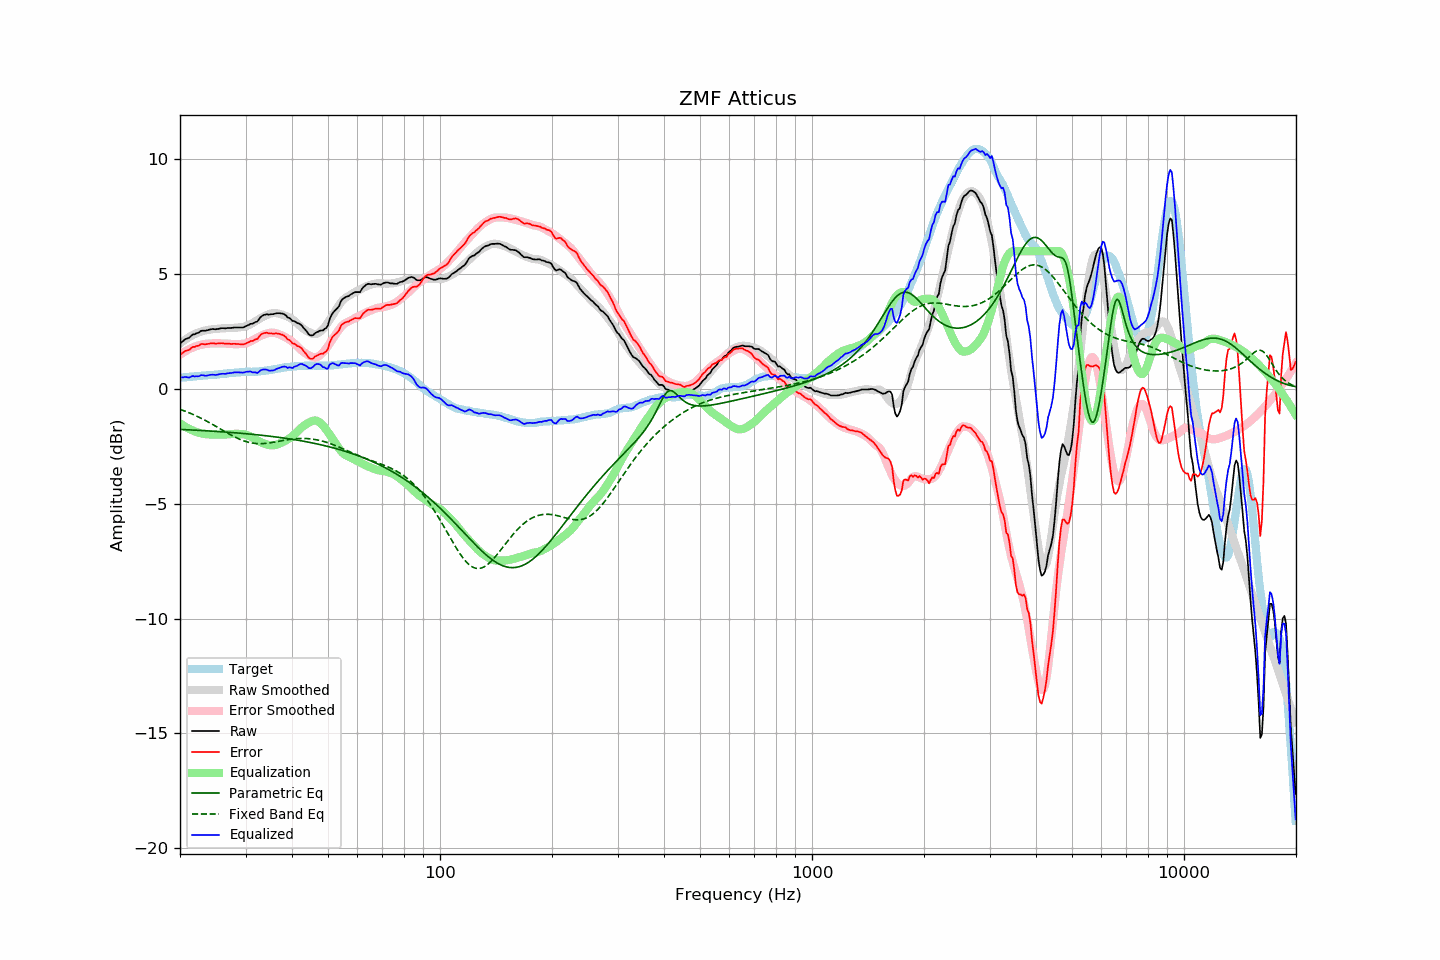 ZMF Atticus
Amplitude (dBr)
10
5
0
−5
−10
−15
−20
Target
Raw Smoothed
Error Smoothed
Raw
Error
Equalization
Parametric Eq
Fixed Band Eq
Equalized
100
1000
10000
Frequency (Hz)